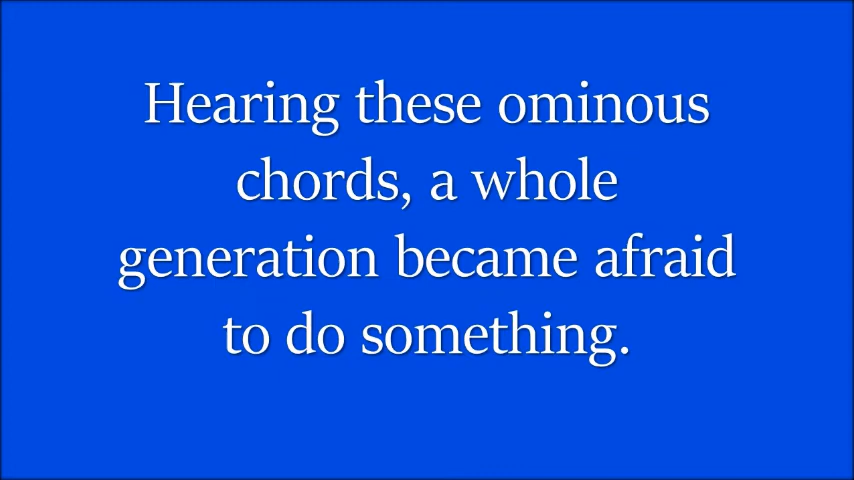 Hearing these ominous
chords, a whole
generation became afraid
to do something.